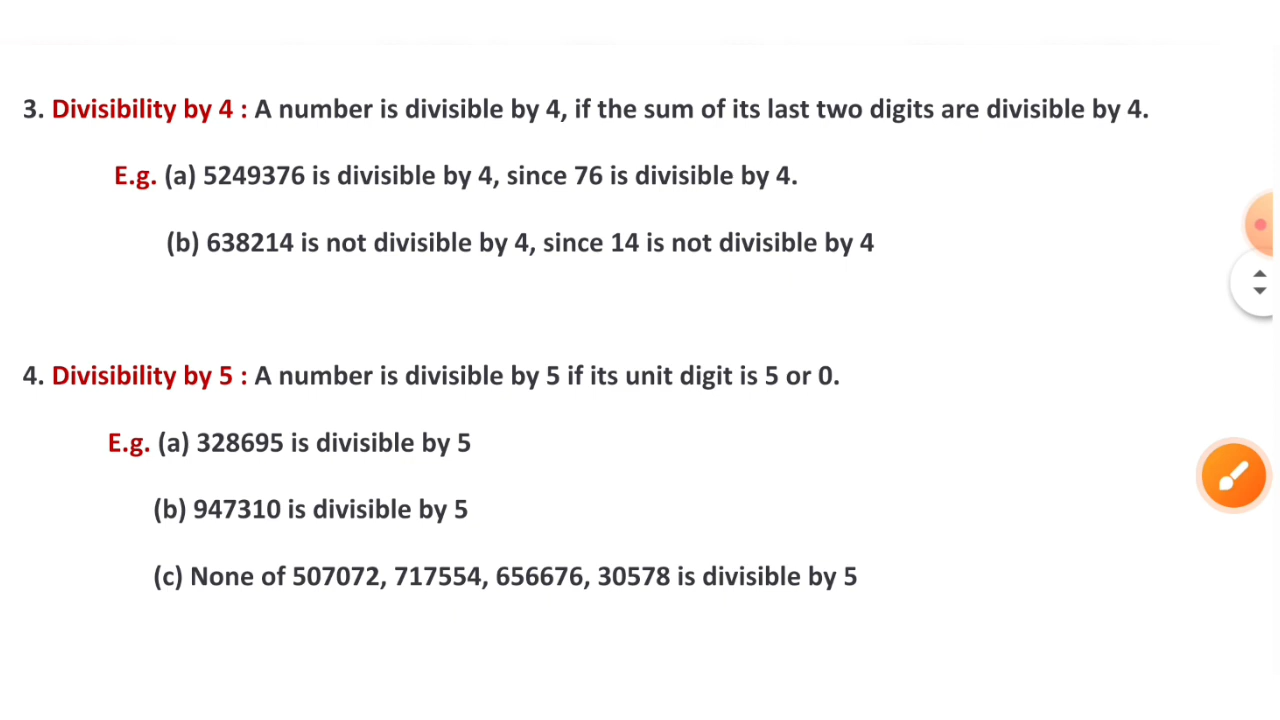 3. Divisibility by 4 : A number is divisible by 4, if the sum of its last two digits are divisible by 4.
E.g. (a) 5249376 is divisible by 4, since 76 is divisible by 4.
(b) 638214 is not divisible by 4, since 14 is not divisible by 4
4. Divisibility by 5 : A number is divisible by 5 if its unit digit is 5 or 0.
E.g. (a) 328695 is divisible by 5
(b) 947310 is divisible by 5
(c) None of 507072, 717554, 656676, 30578 is divisible by 5